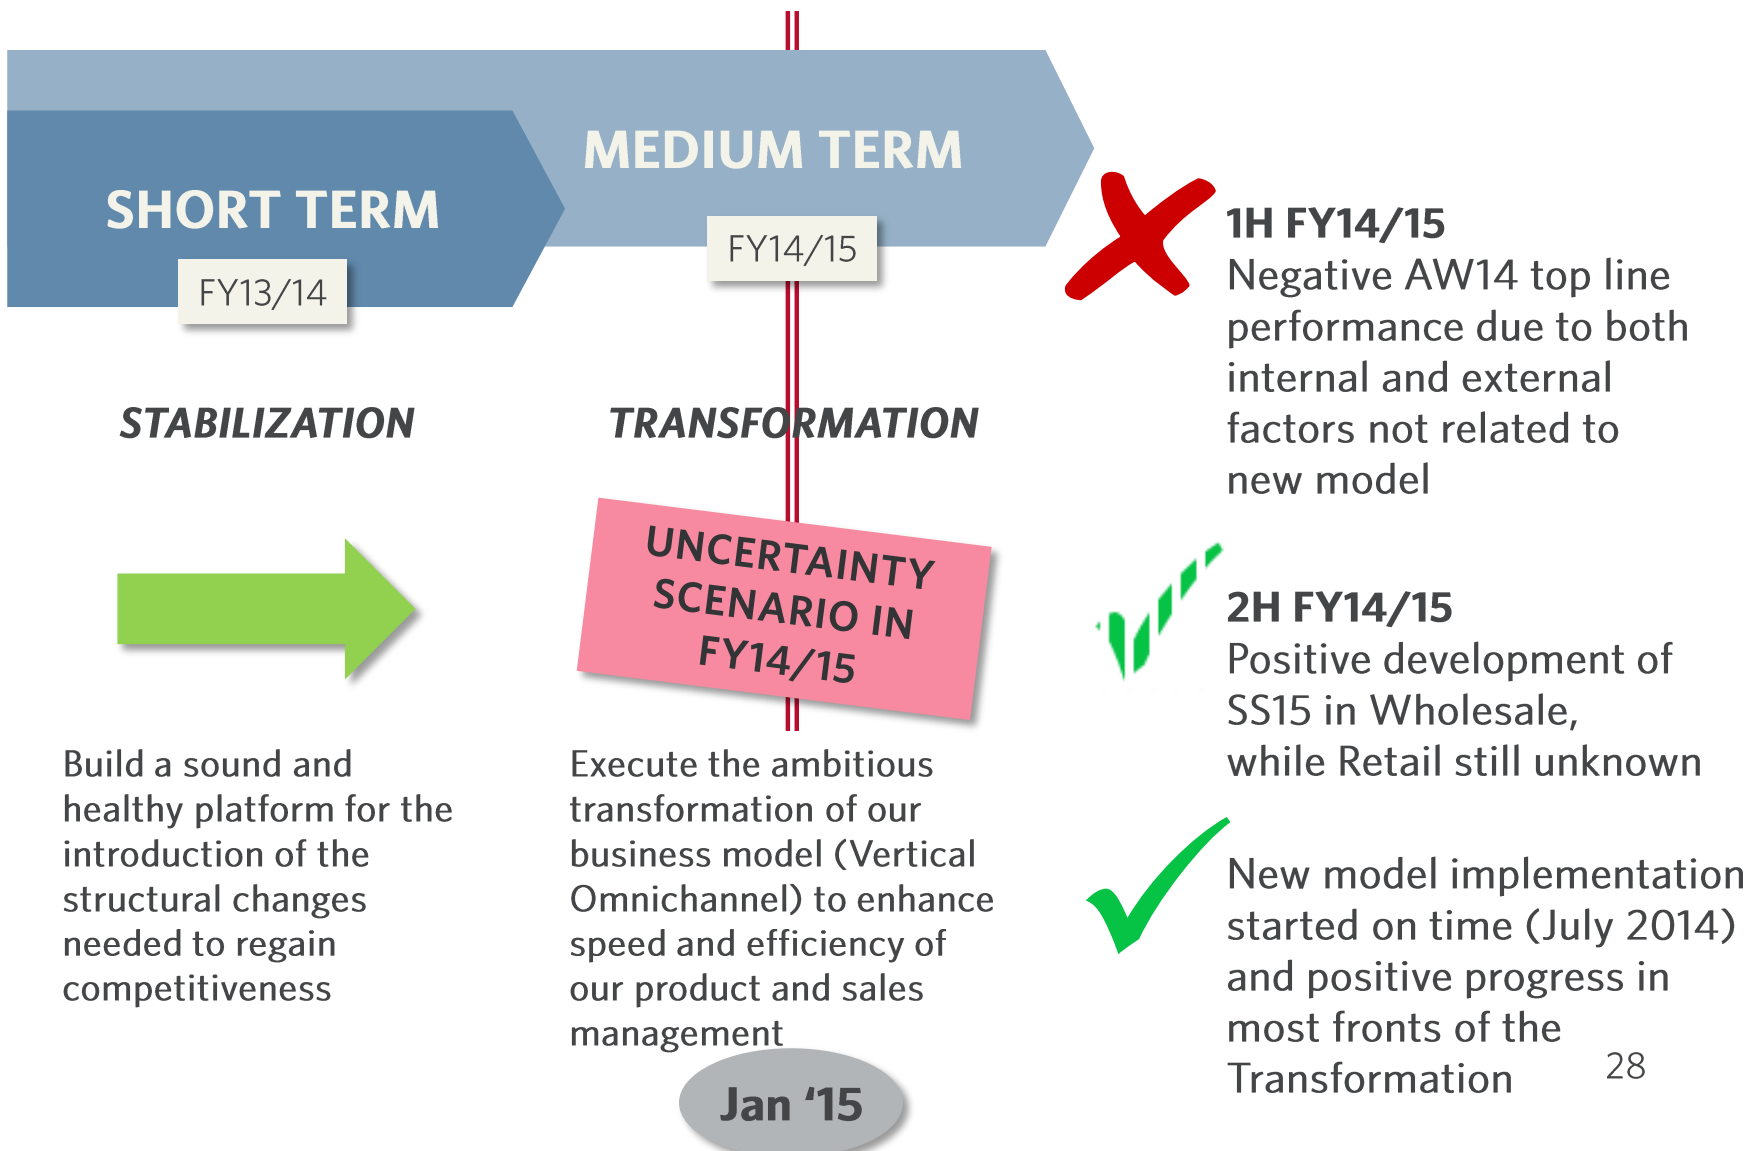 MEDIUM TERM
SHORT TERM
FY14/15
FY13/14
STABILIZATION
TRANSFORMATION
UNCERTAINTY
SCENARIO IN
FY14/15
Build a sound and
healthy platform for the
introduction of the
structural changes
needed to regain
competitiveness
Execute the ambitious
transformation of our
business model (Vertical
Omnichannel) to enhance
speed and efficiency of
our product and sales
management
Jan ‘15
1H FY14/15
Negative AW14 top line
performance due to both
internal and external
factors not related to
new model
2H FY14/15
Positive development of
SS15 in Wholesale,
while Retail still unknown
New model implementation
started on time (July 2014)
and positive progress in
most fronts of the
Transformation
28